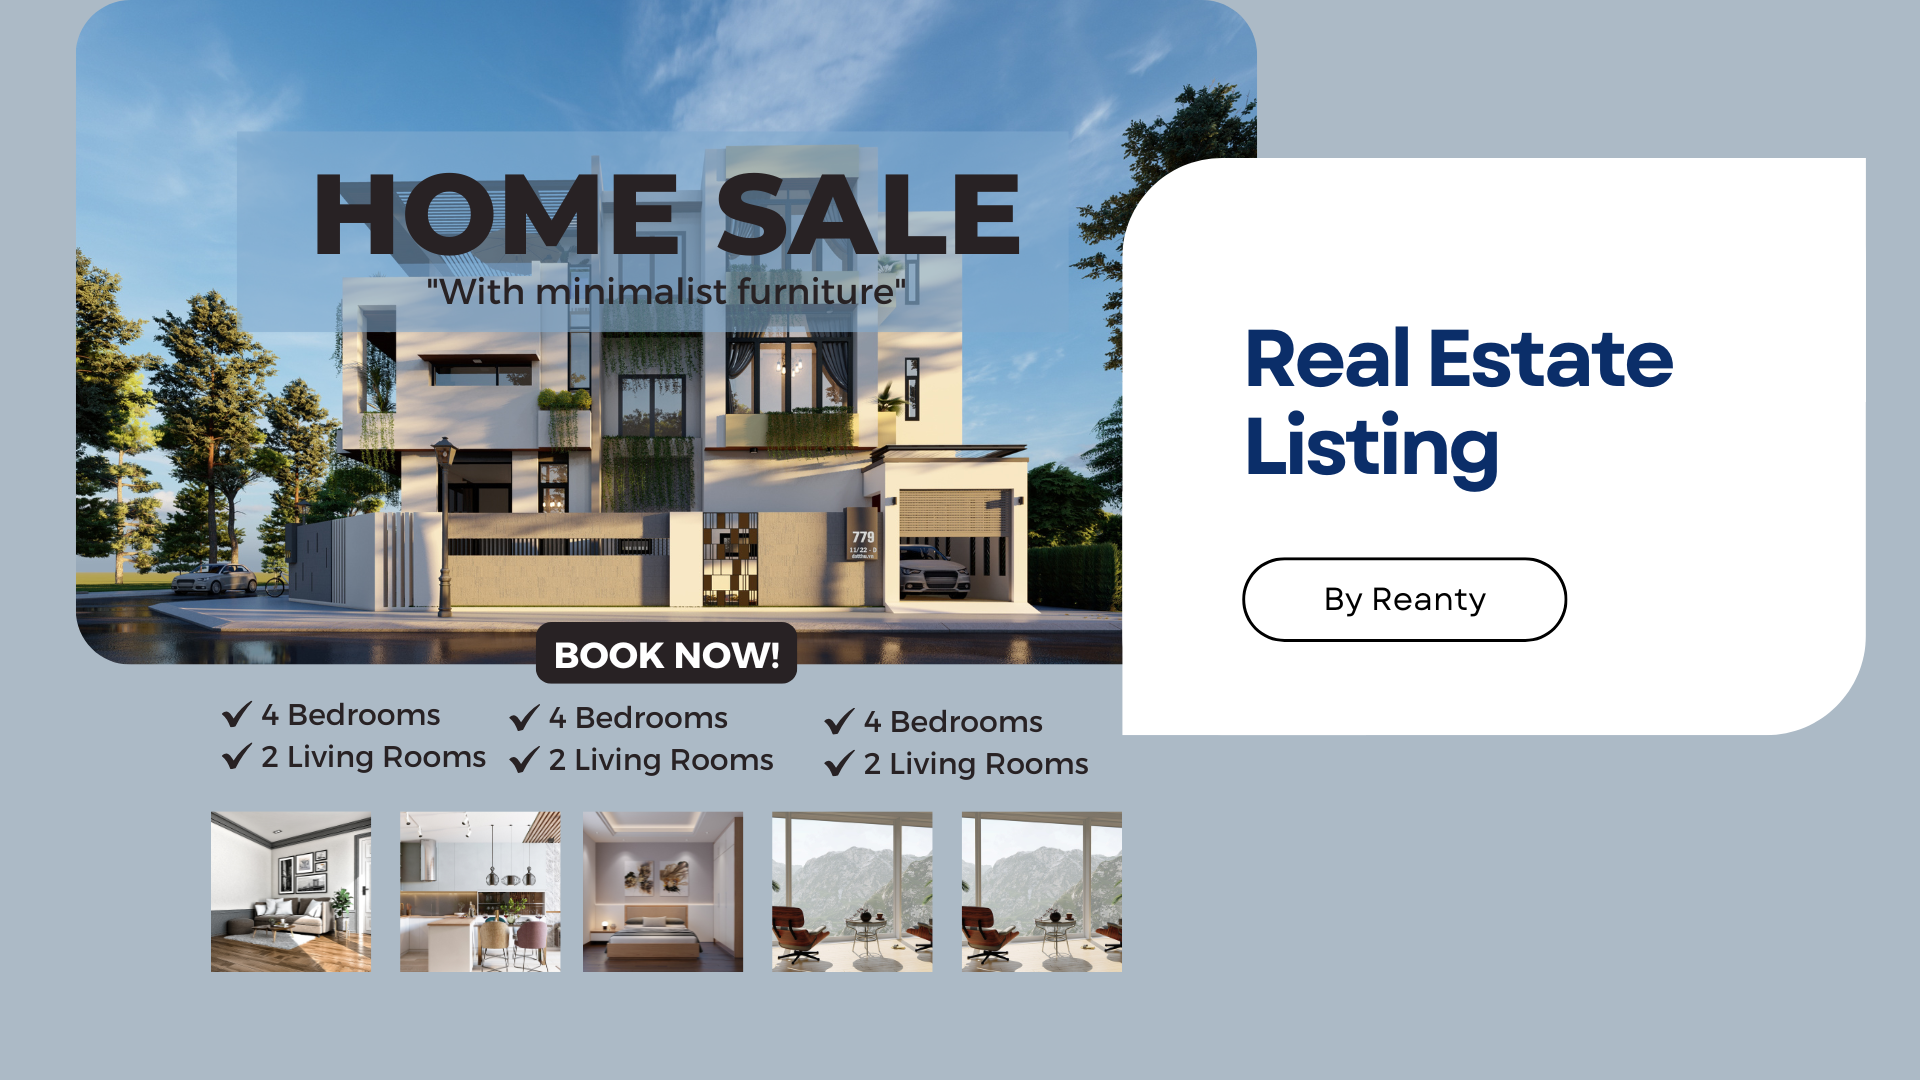 HOME SALE
"With minimalist furniture"
779
BOOK NOW!
4 Bedrooms
2 Living Rooms
4 Bedrooms
2 Living Rooms
4 Bedrooms
2 Living Rooms
Real Estate
Listing
By Reanty